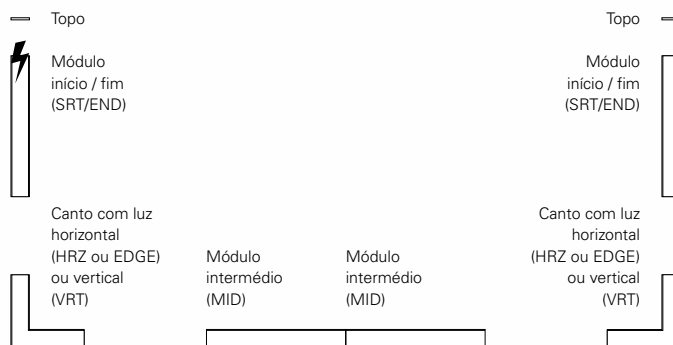 Topo
Topo
Módulo
início / fim
(SRT/END)
Módulo
início / fim
(SRT/END)
Canto com luz
horizontal
(HRZ ou EDGE)
ou vertical
(VRT)
Módulo
intermédio
(MID)
Módulo
intermédio
(MID)
Canto com luz
horizontal
(HRZ ou EDGE)
ou vertical
(VRT)